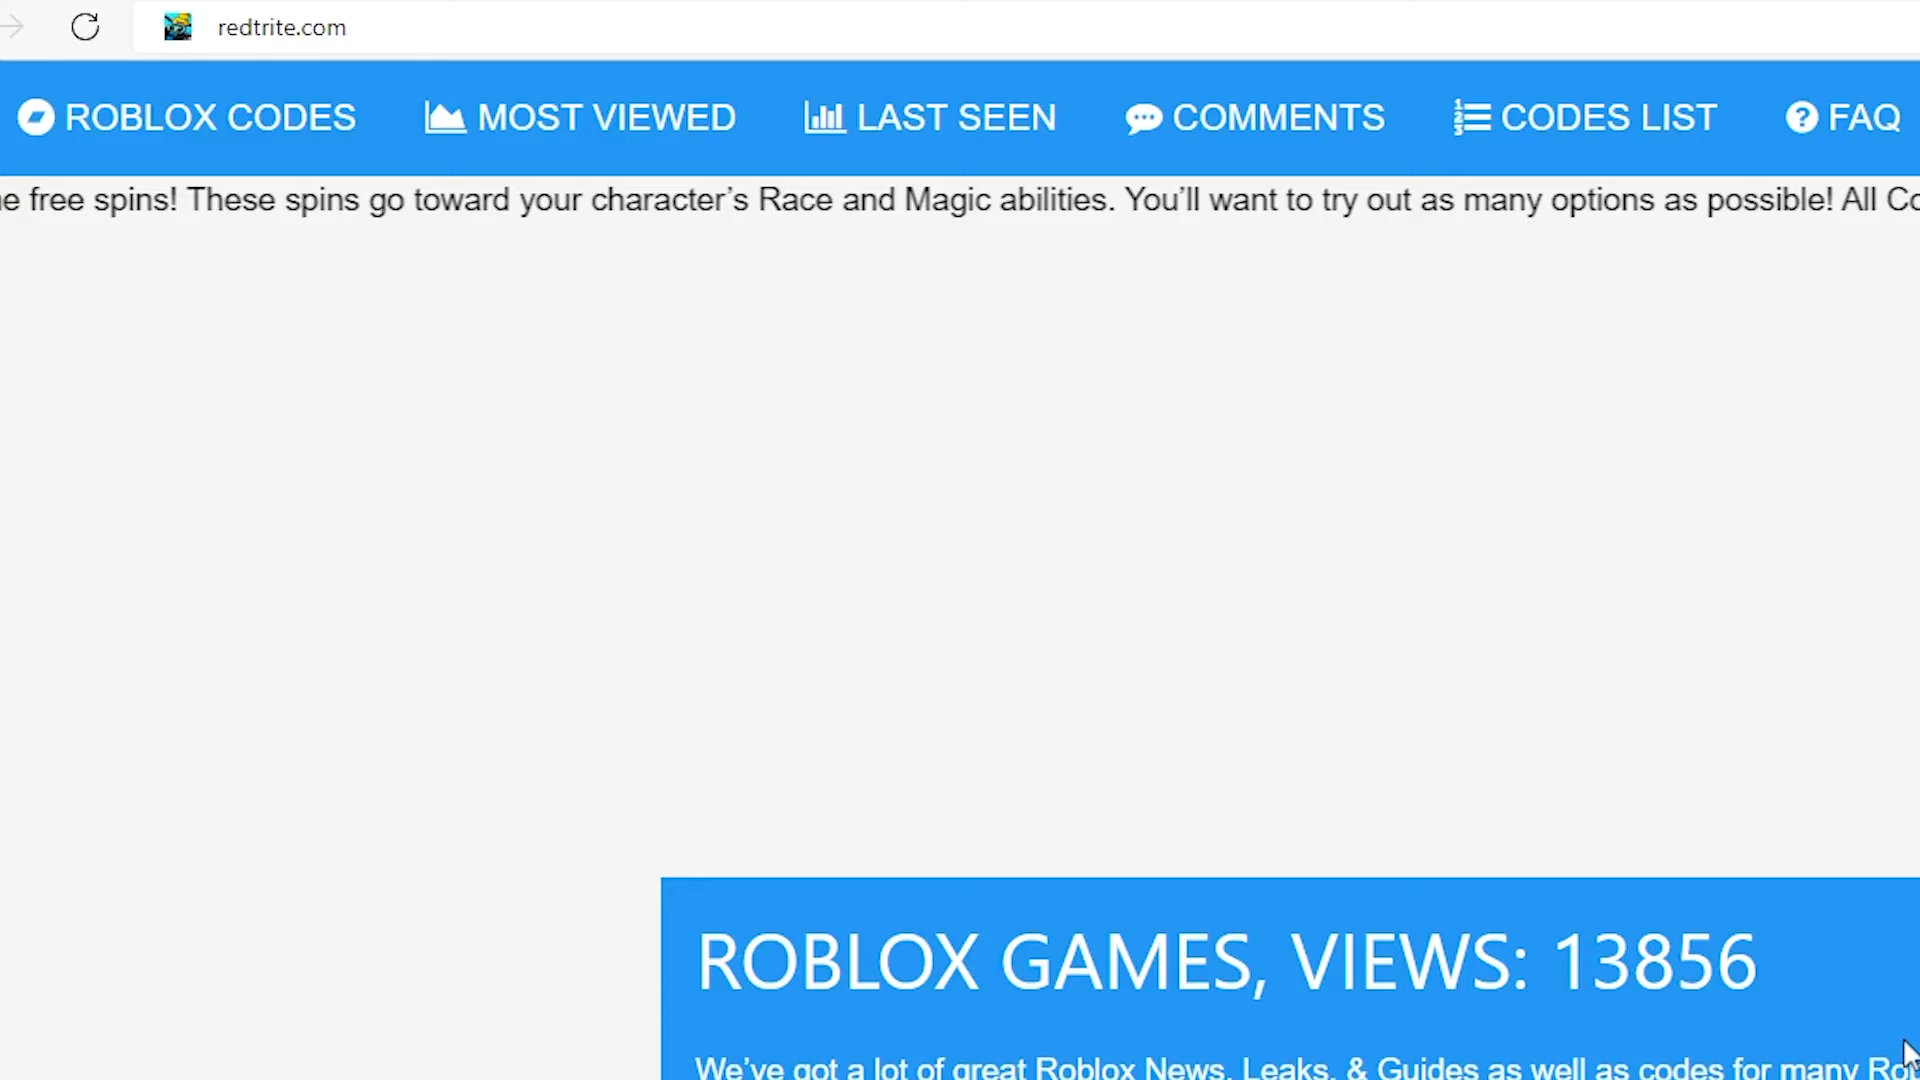 redtrite.com
ROBLOX CODES MOST VIEWED LAST SEEN COMMENTS CODES LIST FAQ
free spins! These spins go toward your character’s Race and Magic abilities. You’ll want to try out as many options as possible! All
ROBLOX GAMES, VIEWS: 13856
We’ve got a lot of great Roblox News, Leaks, & Guides as well as codes for many